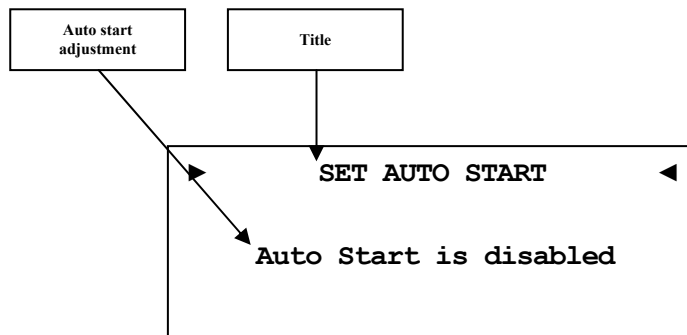 Auto start
adjustment
Title
► SET AUTO START ◄
Auto Start is disabled